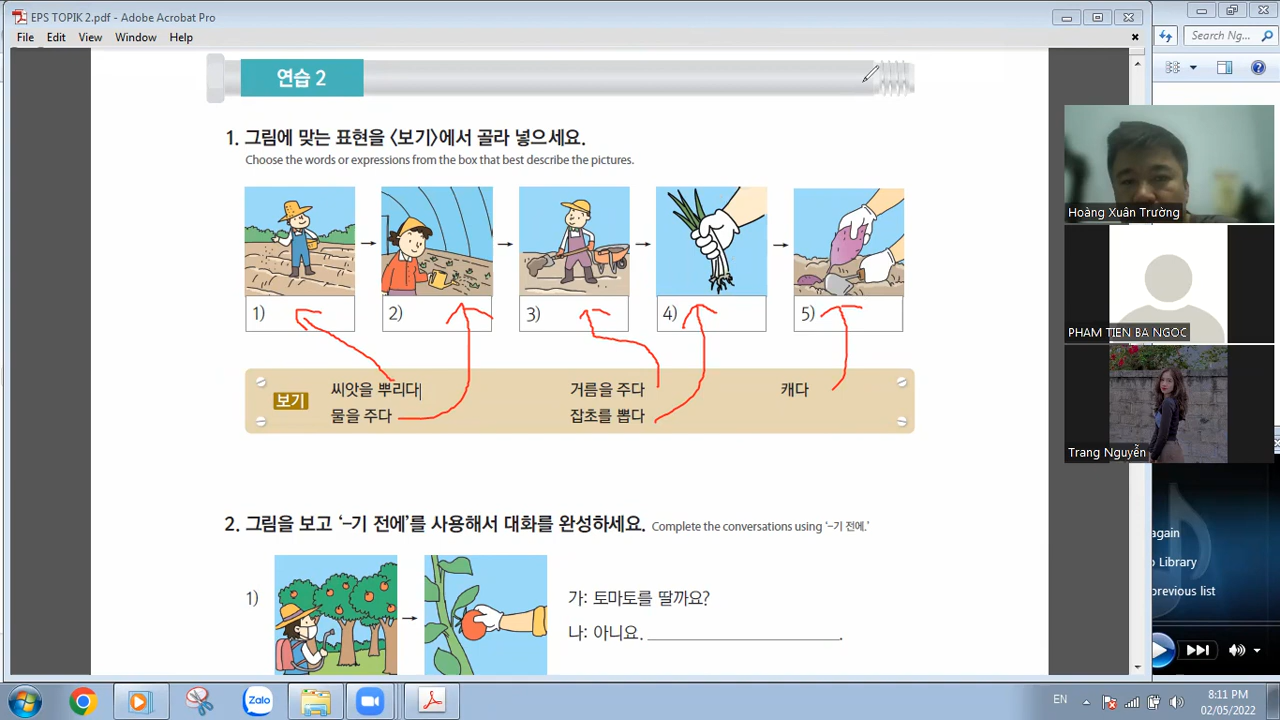 EPS TOPIK 2.pdf - Adobe Acrobat Pro
File Edit View Window Help
Search Ng...
연습 2
1. 그림에 맞는 표현을 〈보기〉에서 골라 넣으세요.
Choose the words or expressions from the box that best describe the pictures.
1) 2) 3) 4) 5)
보기
씨앗을 뿌리다 거름을 주다 캐다
물을 주다 잡초를 뽑다
2. 그림을 보고 ‘–기 전에’를 사용해서 대화를 완성하세요. Complete the conversations using ‘–기 전에.’
1)
가: 토마토를 딸까요?
나: 아니요. .
Hoàng Xuân Trường
PHAM TIEN BA NGOC
Trang Nguyễn
again
Library
previous list
Zalo
EN
8:11 PM
02/05/2022